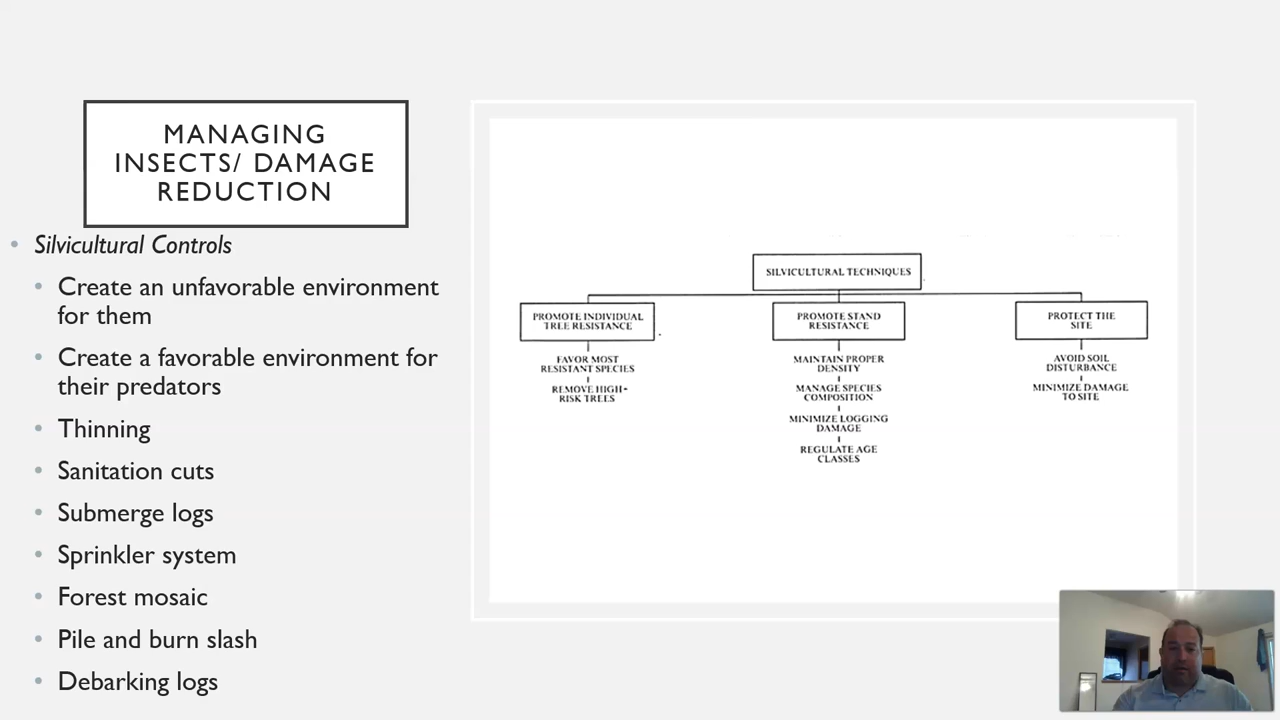 MANAGING
INSECTS/ DAMAGE
REDUCTION
• Silvicultural Controls
• Create an unfavorable environment
for them
• Create a favorable environment for
their predators
• Thinning
• Sanitation cuts
• Submerge logs
• Sprinkler system
• Forest mosaic
• Pile and burn slash
• Debarking logs
SILVICULTURAL TECHNIQUES
PROMOTE INDIVIDUAL
TREE RESISTANCE
FAVOR MOST
RESISTANT SPECIES
REMOVE HIGH-
RISK TREES
PROMOTE STAND
RESISTANCE
MAINTAIN PROPER
DENSITY
MANAGE SPECIES
COMPOSITION
MINIMIZE LOGGING
DAMAGE
REGULATE AGE
CLASSES
PROTECT THE
SITE
AVOID SOIL
DISTURBANCE
MINIMIZE DAMAGE
TO SITE